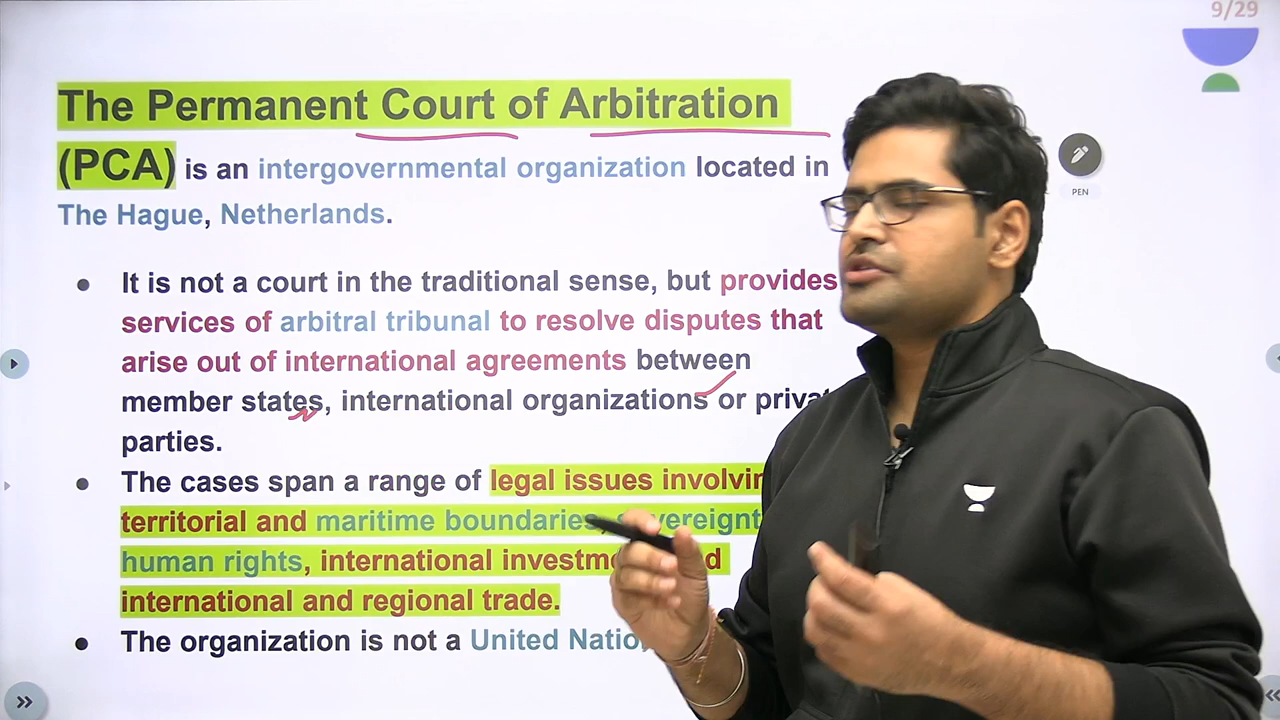 9/29
The Permanent Court of Arbitration
(PCA) is an intergovernmental organization located in
The Hague, Netherlands.
PEN
● It is not a court in the traditional sense, but provides
services of arbitral tribunal to resolve disputes that
arise out of international agreements between
member states, international organizations or
parties.
● The cases span a range of legal issues
territorial and maritime boundaries,
human rights, international
international and regional trade.
● The organization is not a United